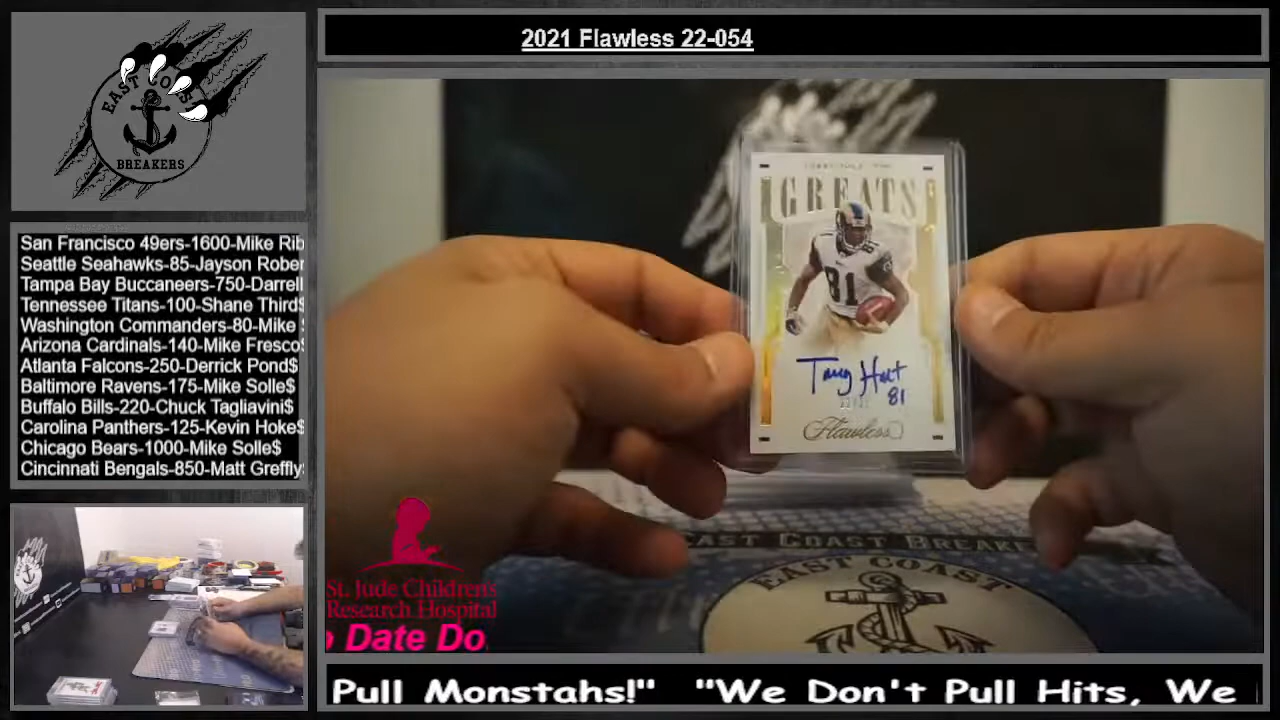 2021 Flawless 22-054
EAST COAST
BREAKERS
San Francisco 49ers-1600-Mike Rib
Seattle Seahawks-85-Jayson Rober
Tampa Bay Buccaneers-750-Darrell
Tennessee Titans-100-Shane Third$
Washington Commanders-80-Mike
Arizona Cardinals-140-Mike Fresco
Atlanta Falcons-250-Derrick Pond$
Baltimore Ravens-175-Mike Solle$
Buffalo Bills-220-Chuck Tagliavini$
Carolina Panthers-125-Kevin Hoke$
Chicago Bears-1000-Mike Solle$
Cincinnati Bengals-850-Matt Greffly
GREATS
81
81
Torry Holt
81
Flawless
EAST COAST BREAKE
EAST COAST
St. Jude Children's
Research Hospital
o Date Do
Pull Monstahs!" "We Don't Pull Hits, We